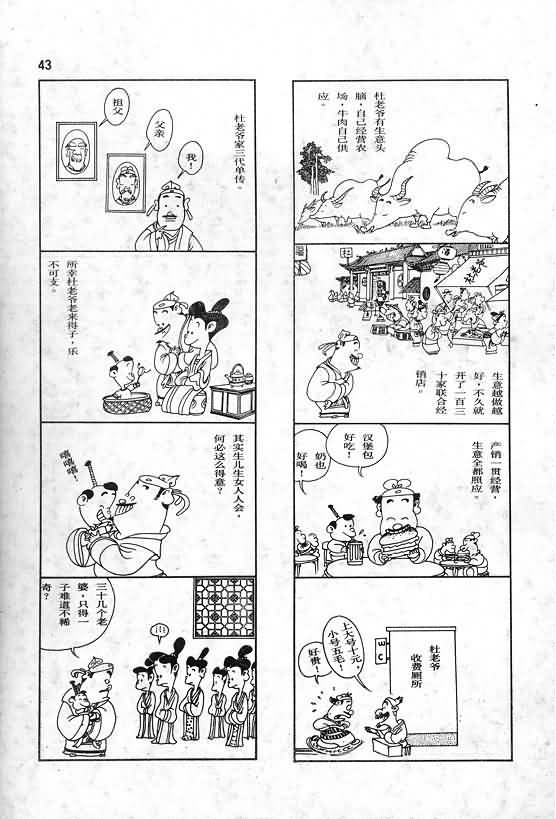 43
杜老爷有生意头
脑，自己经营农
场，牛肉自己供
应。
杜老爷
杜
生意越做越
好，不久就
开了一百三
十家联合经
销店。
产销一贯经营，
生意全都照应。
汉堡包
好吃！
奶也
好喝！
杜老爷
收费厕所
WC
上大号十元，
小号五毛！
好贵！
杜老爷家三代单传。
我！
父亲
祖父
所幸杜老爷老来得子，乐
不可支。
其实生儿生女人人会，
何必这么得意？
嘻嘻嘻！
三十几个老
婆，只得一
子难道不稀
奇？